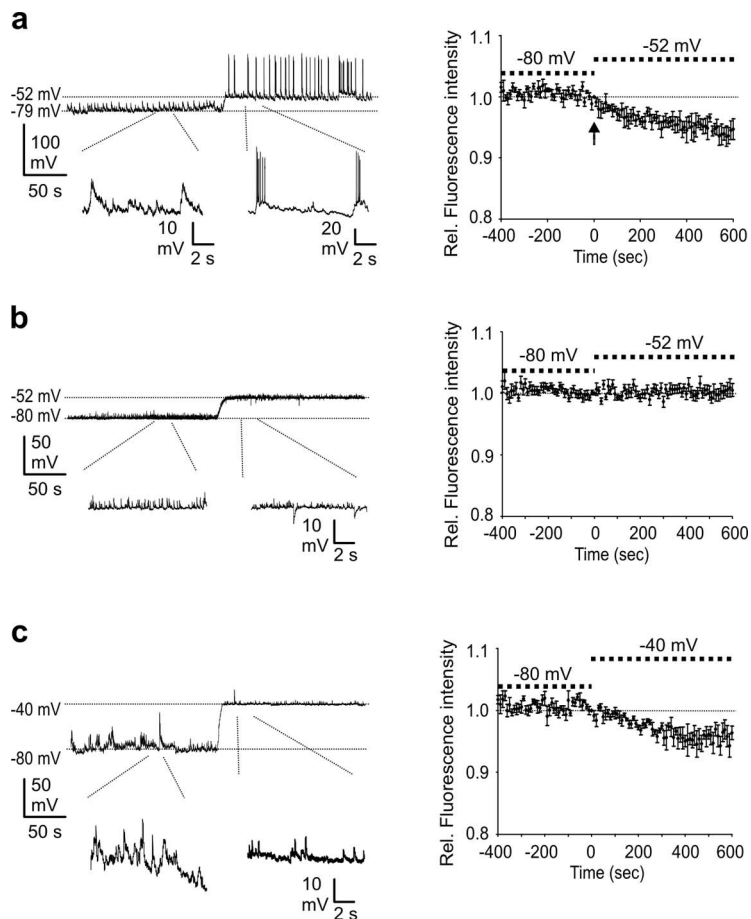 a
-52 mV
-79 mV
100
mV
50 s
10
mV
2 s
20
mV
2 s
Rel. Fluorescence intensity
1.1
1.0
0.9
0.8
-80 mV
-52 mV
-400 -200 0 200 400 600
Time (sec)
b
-52 mV
-80 mV
50
mV
50 s
10
mV
2 s
Rel. Fluorescence intensity
1.1
1.0
0.9
0.8
-80 mV
-52 mV
-400 -200 0 200 400 600
Time (sec)
c
-40 mV
-80 mV
50
mV
50 s
10
mV
2 s
Rel. Fluorescence intensity
1.1
1.0
0.9
0.8
-80 mV
-40 mV
-400 -200 0 200 400 600
Time (sec)